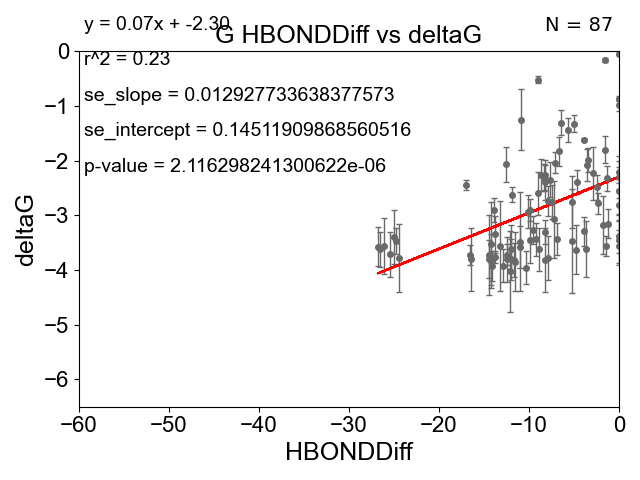 y = 0.07x + -2.30
N = 87
G HBONDDiff vs deltaG
r^2 = 0.23
se_slope = 0.012927733638377573
se_intercept = 0.14511909868560516
p-value = 2.116298241300622e-06
0
−1
−2
−3
−4
−5
−6
deltaG
−60
−50
−40
−30
−20
−10
0
HBONDDiff